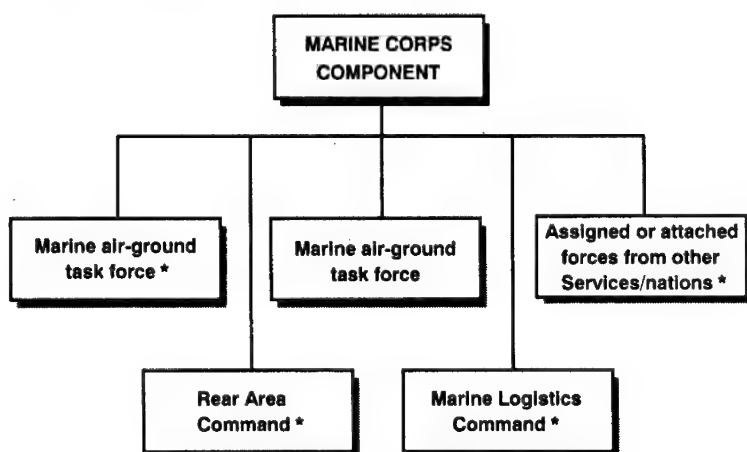 MARINE CORPS
COMPONENT
Marine air-ground
task force *
Marine air-ground
task force
Assigned or attached
forces from other
Services/nations *
Rear Area
Command *
Marine Logistics
Command *